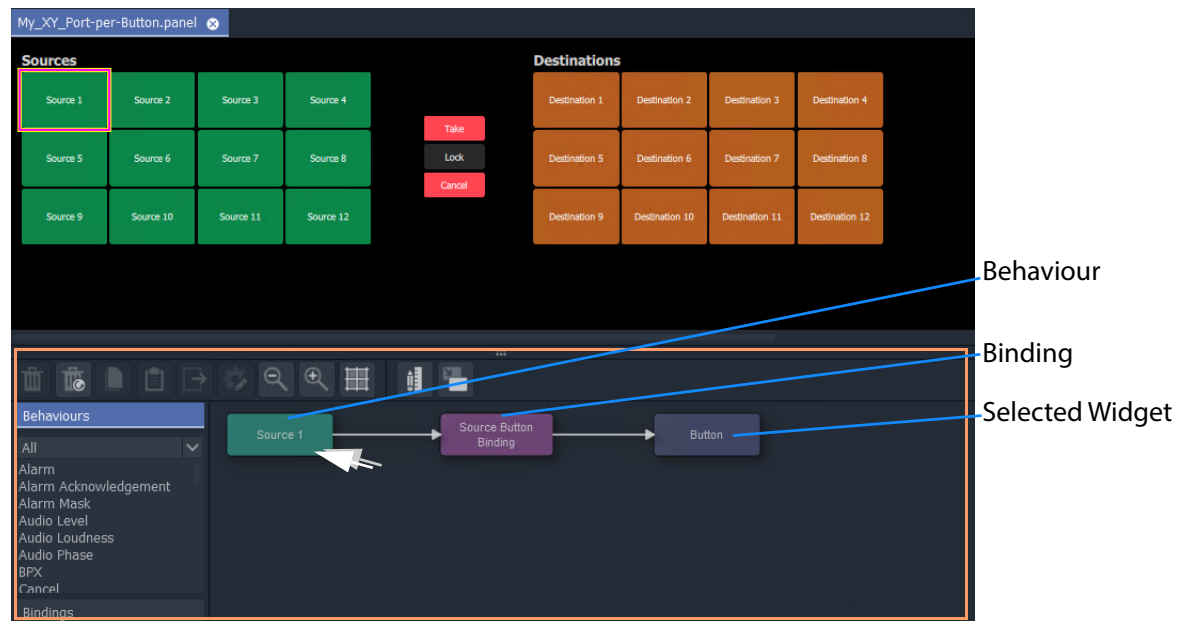 My_XY_Port-per-Button.panel
Sources
Destinations
Source 1 Source 2 Source 3 Source 4
Destination 1 Destination 2 Destination 3 Destination 4
Take
Source 5 Source 6 Source 7 Source 8
Lock
Destination 5 Destination 6 Destination 7 Destination 8
Cancel
Source 9 Source 10 Source 11 Source 12
Destination 9 Destination 10 Destination 11 Destination 12
Behaviour
Binding
Selected Widget
Behaviours
All
Alarm
Alarm Acknowledgement
Alarm Mask
Audio Level
Audio Loudness
Audio Phase
BPX
Cancel
Bindings
Source 1
Source Button
Binding
Button